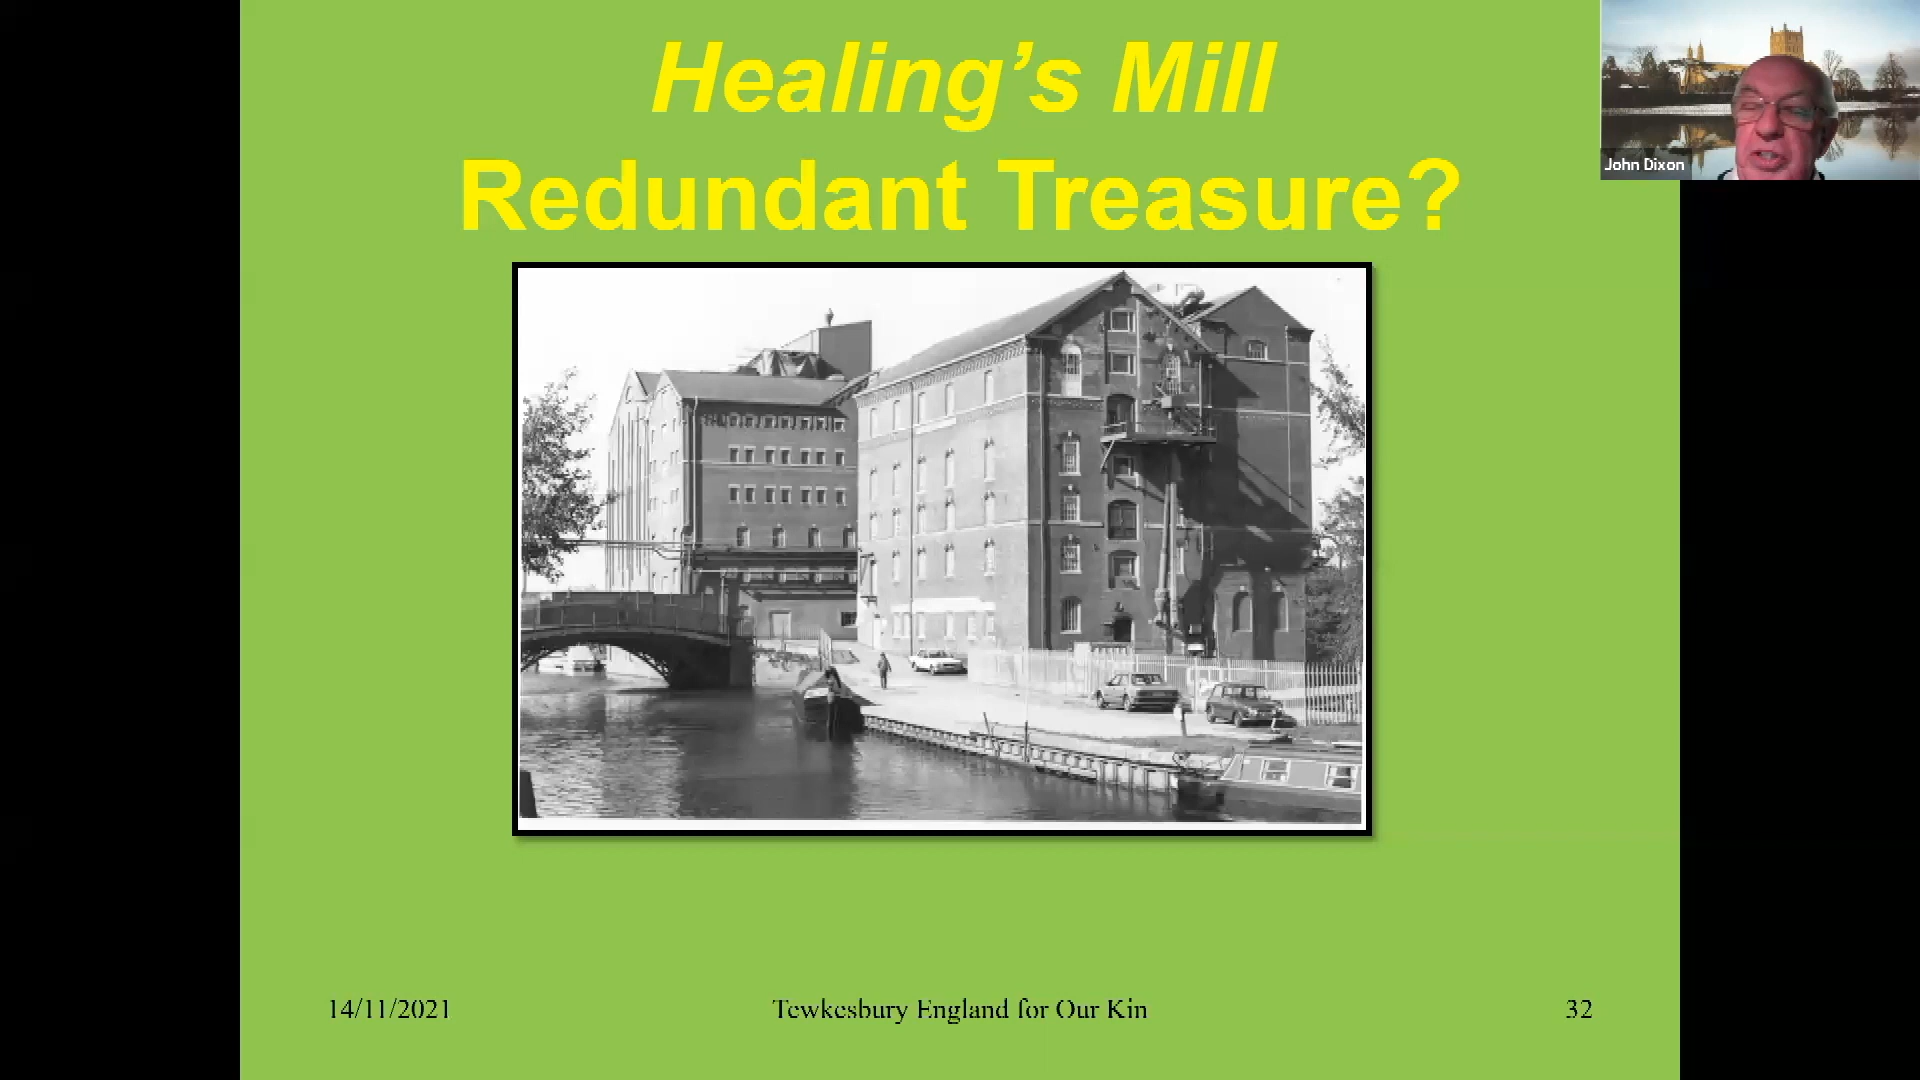 Healing’s Mill
Redundant Treasure?
John Dixon
14/11/2021
Tewkesbury England for Our Kin
32